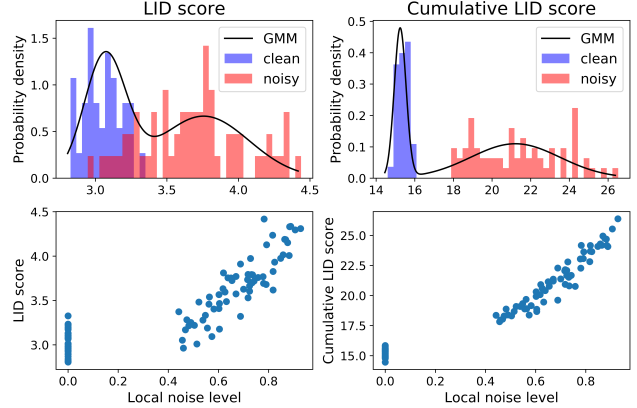 LID score
Probability density
1.5
1.0
0.5
0.0
3.0
3.5
4.0
4.5
GMM
clean
noisy
Cumulative LID score
Probability density
0.5
0.4
0.3
0.2
0.1
0.0
14
16
18
20
22
24
26
GMM
clean
noisy
LID score
4.5
4.0
3.5
3.0
0.0
0.2
0.4
0.6
0.8
Local noise level
Cumulative LID score
25.0
22.5
20.0
17.5
15.0
0.0
0.2
0.4
0.6
0.8
Local noise level